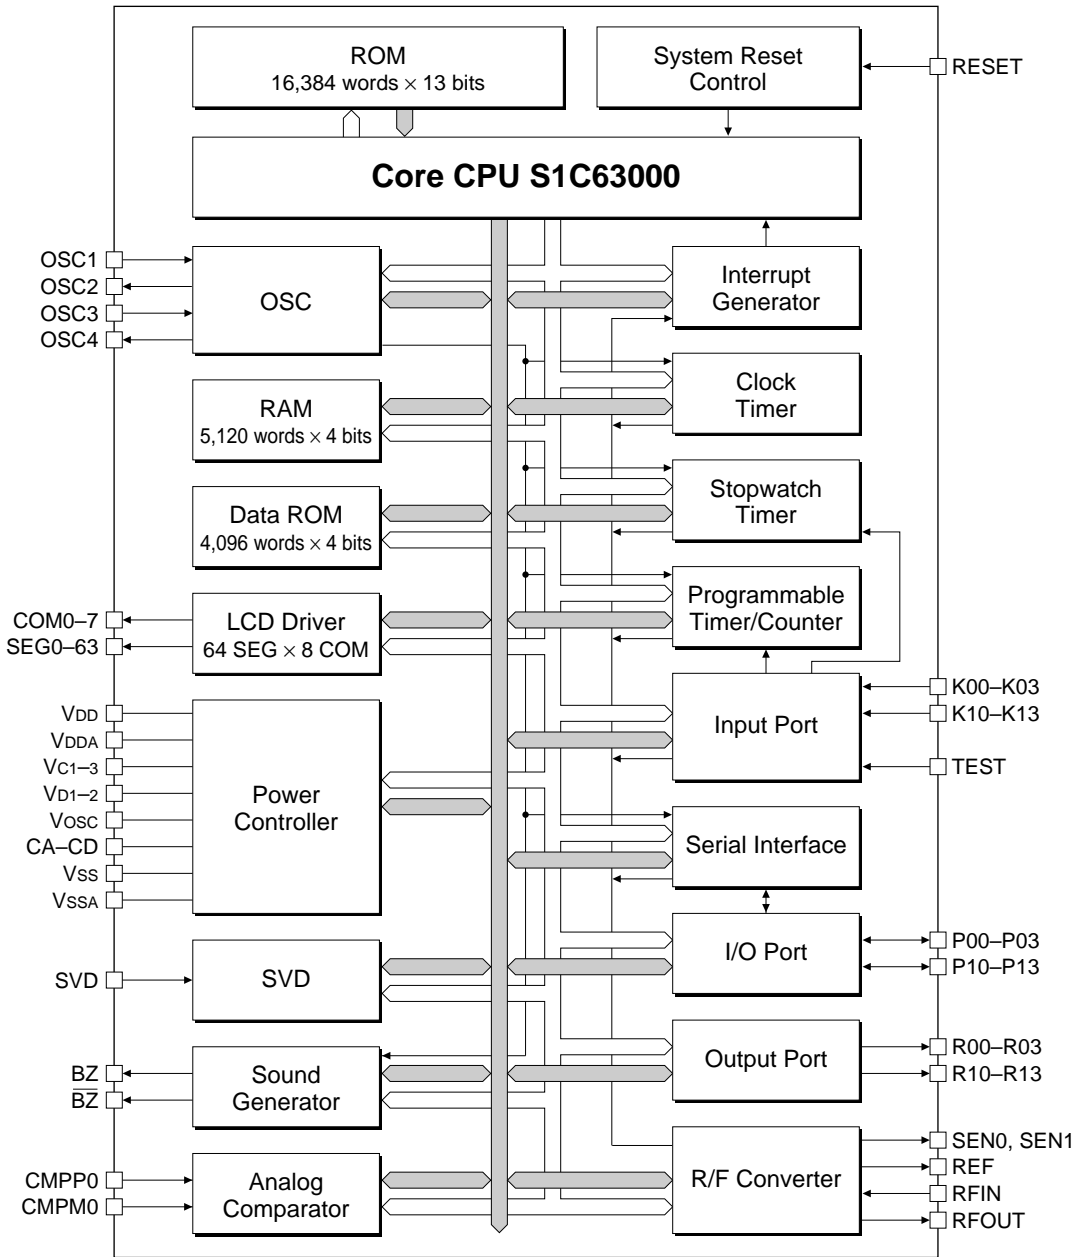 ROM
16,384 words × 13 bits
System Reset
Control
RESET
Core CPU S1C63000
OSC1
OSC2
OSC3
OSC4
OSC
Interrupt
Generator
RAM
5,120 words × 4 bits
Clock
Timer
Data ROM
4,096 words × 4 bits
Stopwatch
Timer
COM0–7
SEG0–63
LCD Driver
64 SEG × 8 COM
Programmable
Timer/Counter
VDD
VDDA
VC1–3
VD1–2
VOSC
CA–CD
VSS
VSSA
Power
Controller
Input Port
K00–K03
K10–K13
TEST
Serial Interface
SVD
SVD
I/O Port
P00–P03
P10–P13
BZ
B̅Z̅
Sound
Generator
Output Port
R00–R03
R10–R13
CMPP0
CMPM0
Analog
Comparator
R/F Converter
SEN0, SEN1
REF
RFIN
RFOUT